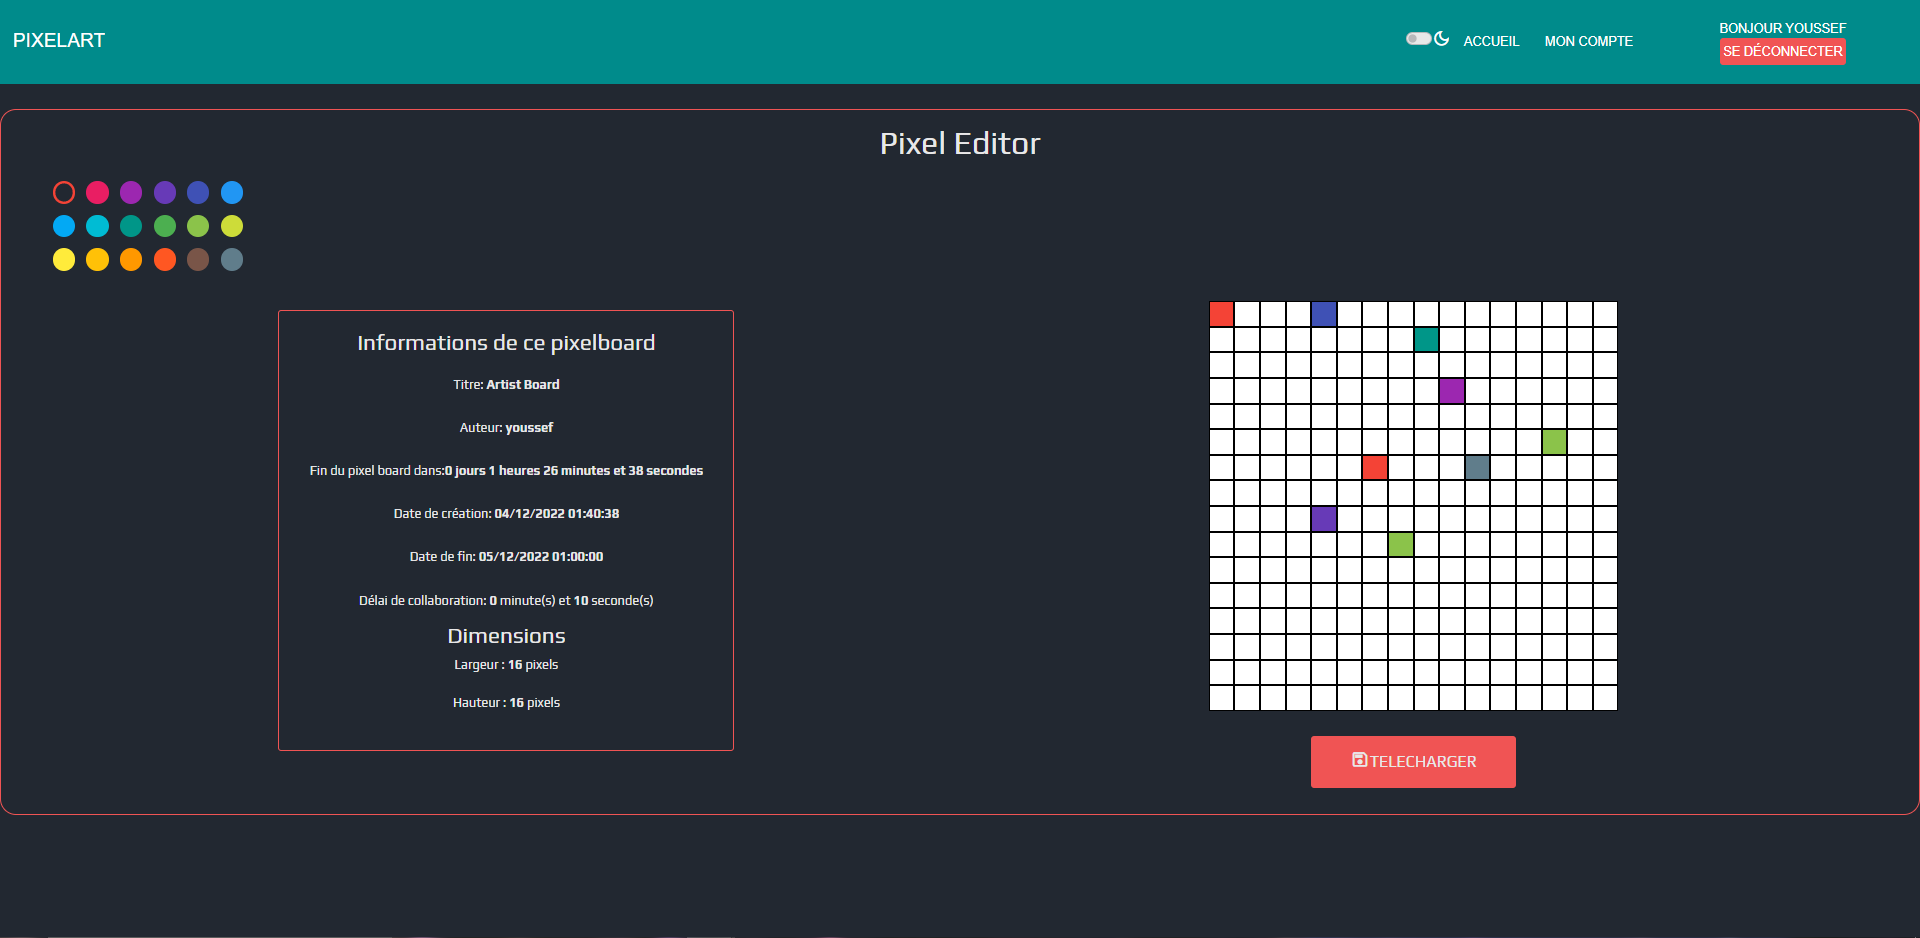 PIXELART
ACCUEIL
MON COMPTE
BONJOUR YOUSSEF
SE DÉCONNECTER
Pixel Editor
Informations de ce pixelboard
Titre: Artist Board
Auteur: youssef
Fin du pixel board dans:0 jours 1 heures 26 minutes et 38 secondes
Date de création: 04/12/2022 01:40:38
Date de fin: 05/12/2022 01:00:00
Délai de collaboration: 0 minute(s) et 10 seconde(s)
Dimensions
Largeur : 16 pixels
Hauteur : 16 pixels
TELECHARGER